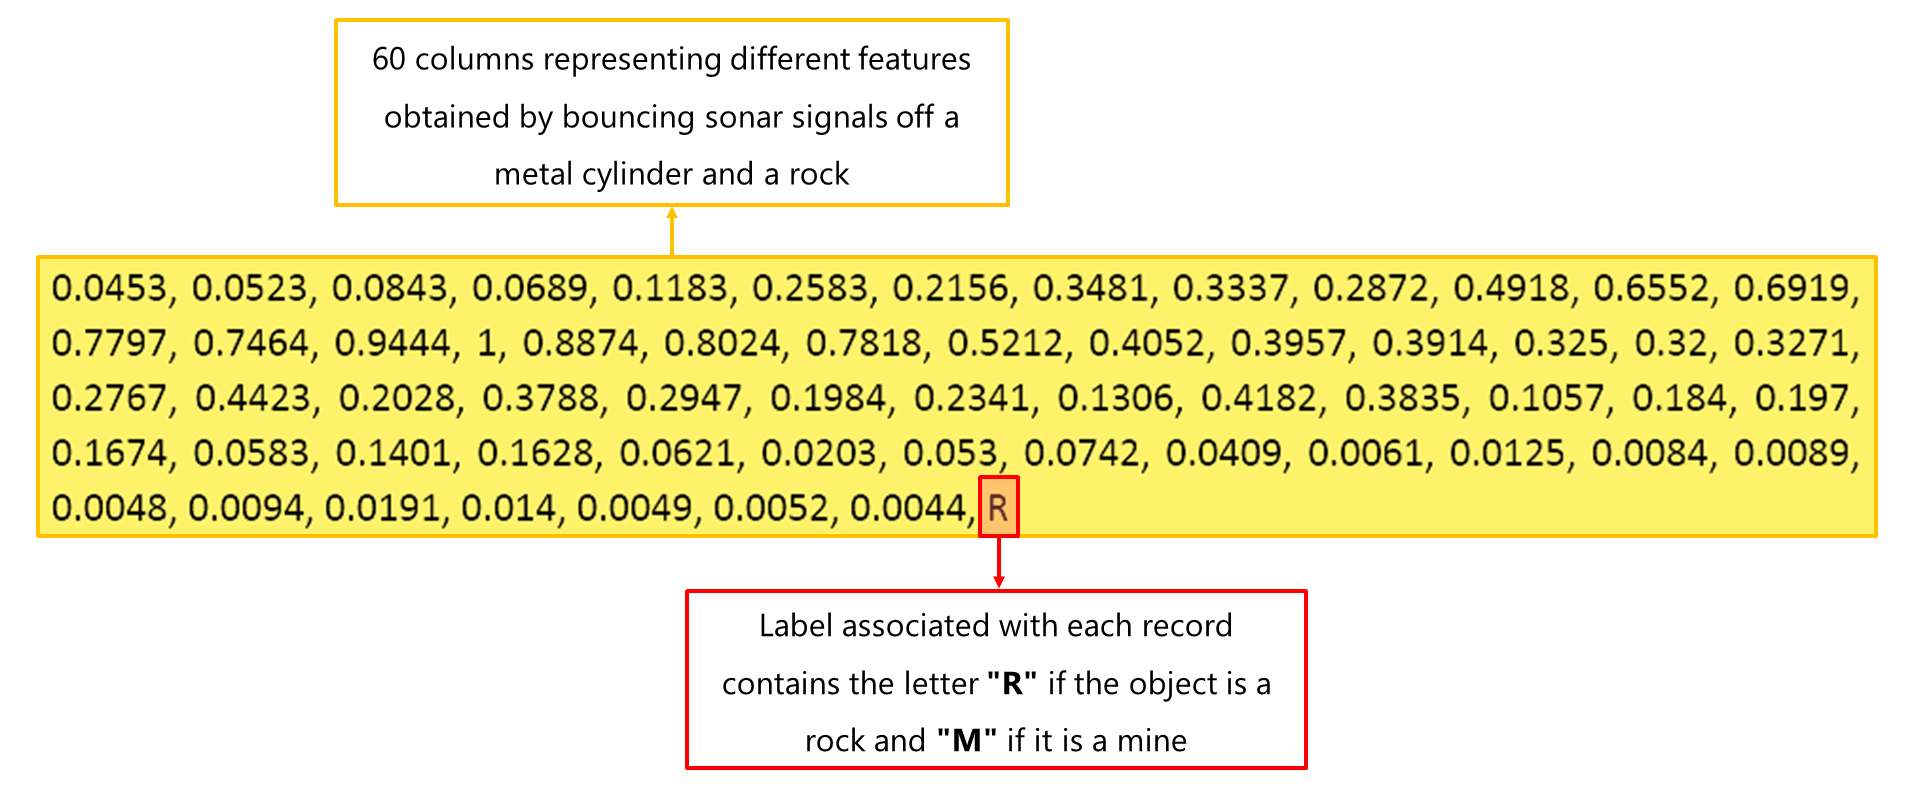 60 columns representing different features
obtained by bouncing sonar signals off a
metal cylinder and a rock
0.0453, 0.0523, 0.0843, 0.0689, 0.1183, 0.2583, 0.2156, 0.3481, 0.3337, 0.2872, 0.4918, 0.6552, 0.6919,
0.7797, 0.7464, 0.9444, 1, 0.8874, 0.8024, 0.7818, 0.5212, 0.4052, 0.3957, 0.3914, 0.325, 0.32, 0.3271,
0.2767, 0.4423, 0.2028, 0.3788, 0.2947, 0.1984, 0.2341, 0.1306, 0.4182, 0.3835, 0.1057, 0.184, 0.197,
0.1674, 0.0583, 0.1401, 0.1628, 0.0621, 0.0203, 0.053, 0.0742, 0.0409, 0.0061, 0.0125, 0.0084, 0.0089,
0.0048, 0.0094, 0.0191, 0.014, 0.0049, 0.0052, 0.0044, R
Label associated with each record
contains the letter "R" if the object is a
rock and "M" if it is a mine